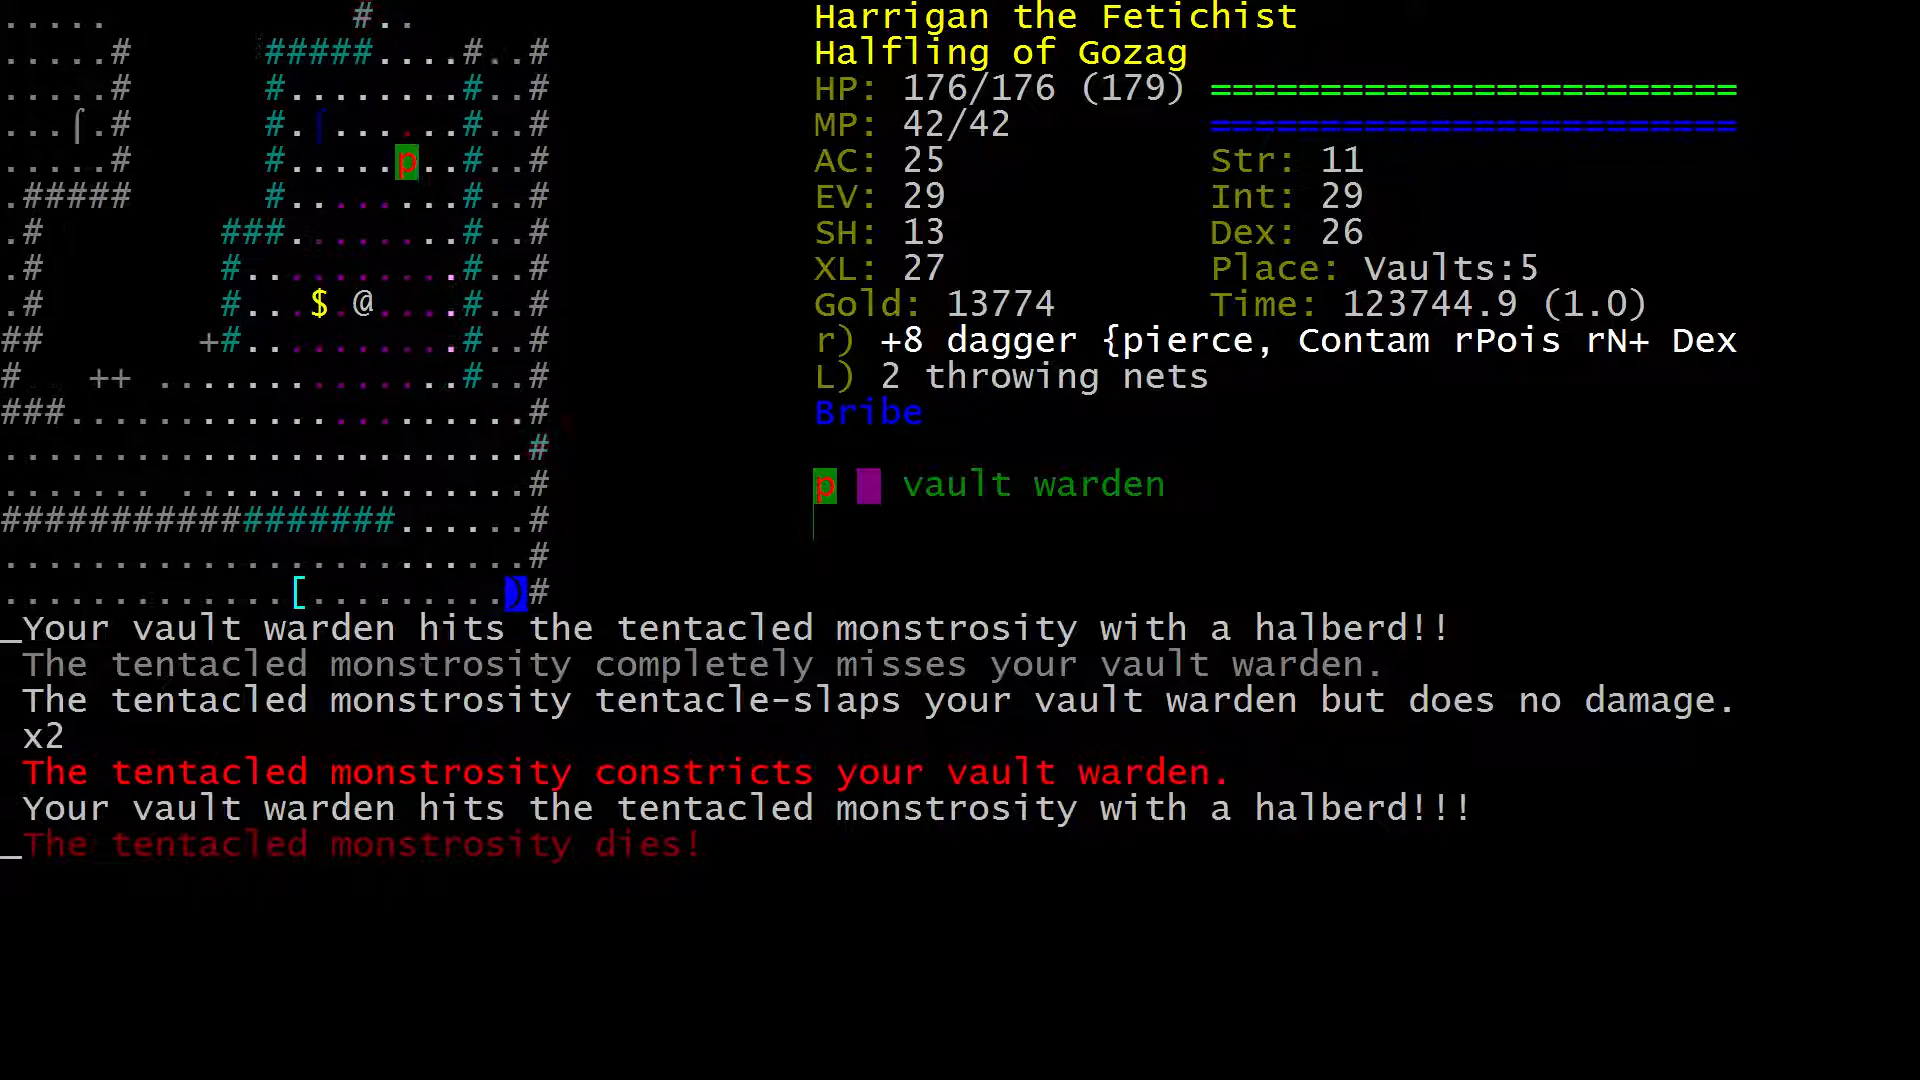 .....                #..
.....#      #####....#..#
.....#      #........#..#
...⌠.#      #.⌠......#..#
.....#      #.....p..#..#
.#####      #........#..#
.#        ###........#..#
.#        #..........#..#
.#        #...$.@....#..#
##       +#..........#..#
#   ++  ..............#..#
###.....................#
........................#
........ ................#
##################......#
........................#
.............[.........)#
Harrigan the Fetichist
Halfling of Gozag
HP: 176/176 (179) ========================
MP: 42/42 ========================
AC: 25 Str: 11
EV: 29 Int: 29
SH: 13 Dex: 26
XL: 27 Place: Vaults:5
Gold: 13774 Time: 123744.9 (1.0)
r) +8 dagger {pierce, Contam rPois rN+ Dex
L) 2 throwing nets
Bribe
p vault warden
_Your vault warden hits the tentacled monstrosity with a halberd!!
The tentacled monstrosity completely misses your vault warden.
The tentacled monstrosity tentacle-slaps your vault warden but does no damage.
x2
The tentacled monstrosity constricts your vault warden.
Your vault warden hits the tentacled monstrosity with a halberd!!!
_The tentacled monstrosity dies!